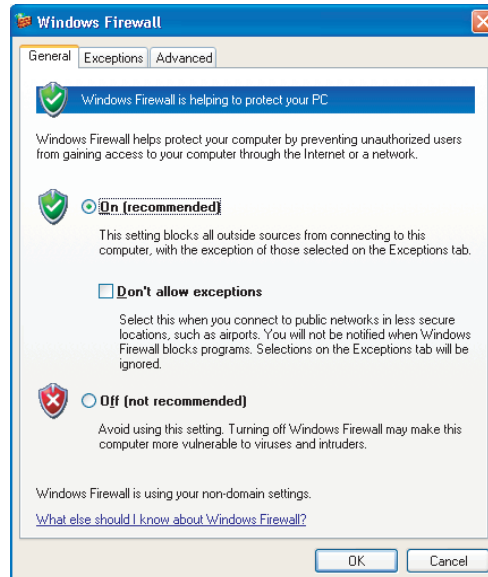 Windows Firewall
General Exceptions Advanced
Windows Firewall is helping to protect your PC
Windows Firewall helps protect your computer by preventing unauthorized users
from gaining access to your computer through the Internet or a network.
On (recommended)
This setting blocks all outside sources from connecting to this
computer, with the exception of those selected on the Exceptions tab.
Don't allow exceptions
Select this when you connect to public networks in less secure
locations, such as airports. You will not be notified when Windows
Firewall blocks programs. Selections on the Exceptions tab will be
ignored.
Off (not recommended)
Avoid using this setting. Turning off Windows Firewall may make this
computer more vulnerable to viruses and intruders.
Windows Firewall is using your non-domain settings.
What else should I know about Windows Firewall?
OK Cancel